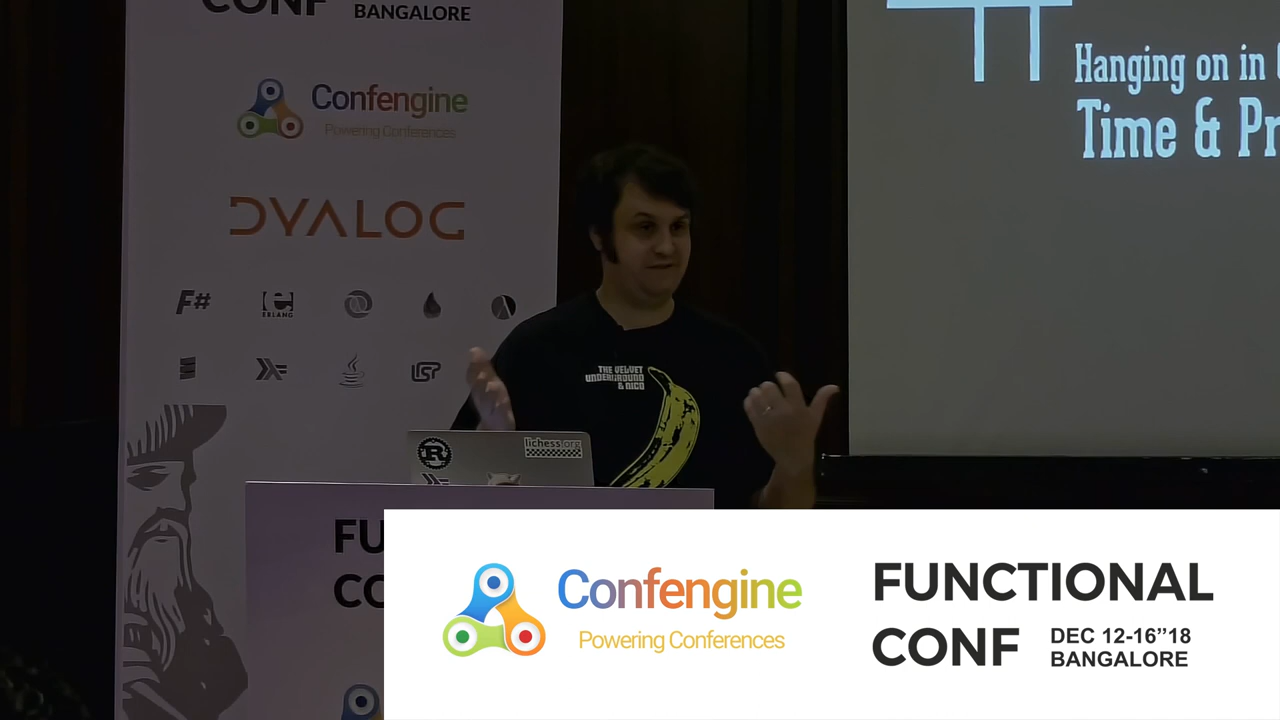 CONF
BANGALORE
Confengine
Powering Conferences
DYALOG
F#
ERLANG
LISP
Hanging on in
Time &
THE VELVET
UNDERGROUND
& NICO
R
lichess.org
FU
CO
Confengine
Powering Conferences
FUNCTIONAL
CONF
DEC 12-16”18
BANGALORE